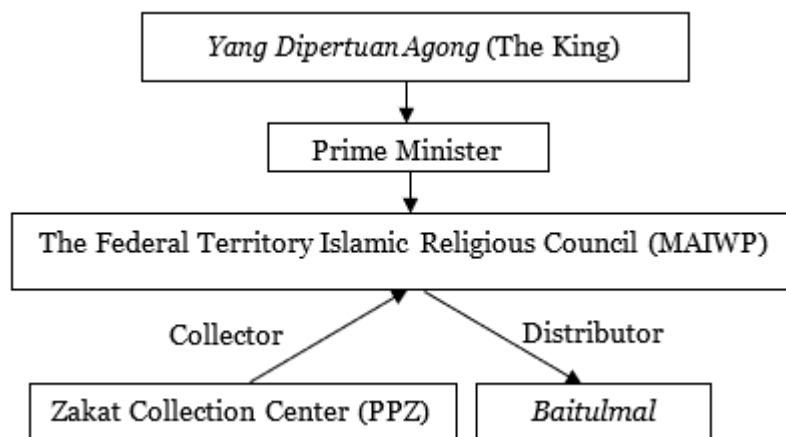 Yang Dipertuan Agong (The King)
Prime Minister
The Federal Territory Islamic Religious Council (MAIWP)
Collector
Distributor
Zakat Collection Center (PPZ)
Baitulmal